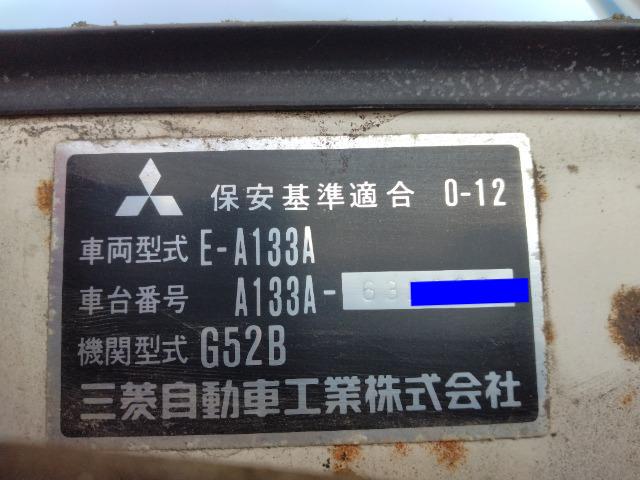 保安基準適合 0-12
車両型式 E-A133A
車台番号 A133A-63
機関型式 G52B
三菱自動車工業株式会社